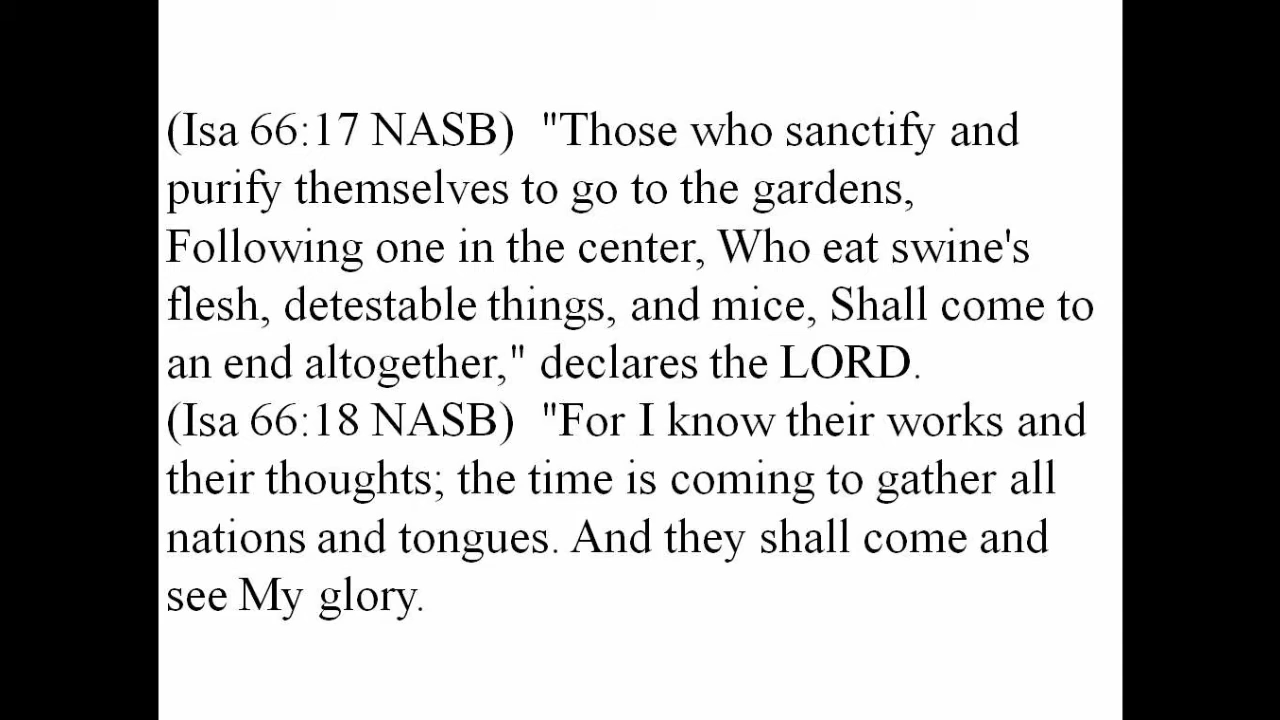 (Isa 66:17 NASB)  "Those who sanctify and
purify themselves to go to the gardens,
Following one in the center, Who eat swine's
flesh, detestable things, and mice, Shall come to
an end altogether," declares the LORD.
(Isa 66:18 NASB)  "For I know their works and
their thoughts; the time is coming to gather all
nations and tongues. And they shall come and
see My glory.